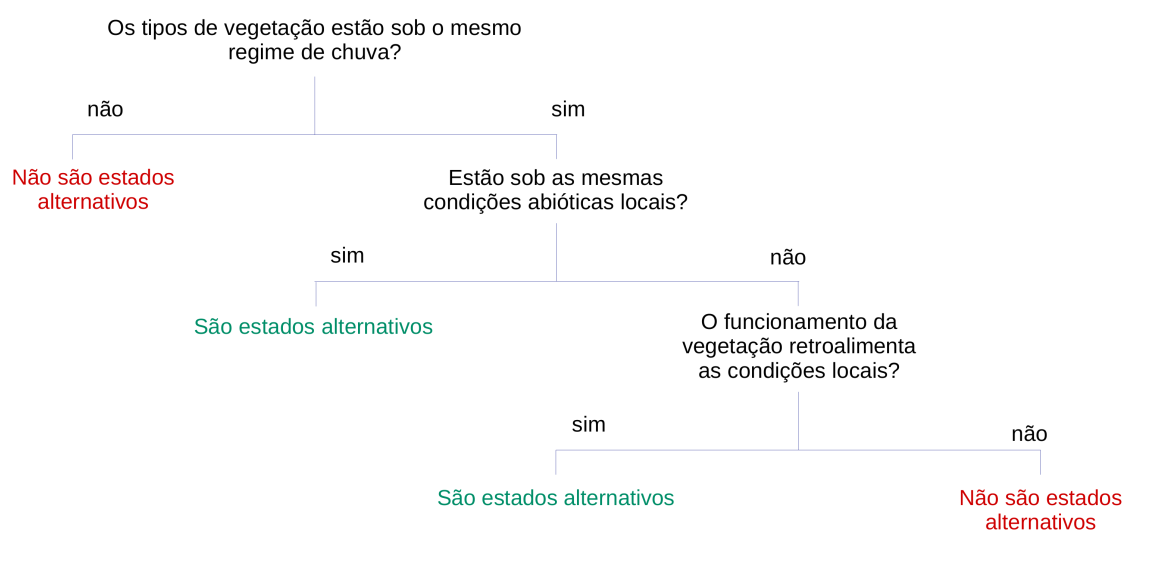 Os tipos de vegetação estão sob o mesmo
regime de chuva?
não
sim
Não são estados
alternativos
Estão sob as mesmas
condições abióticas locais?
sim
não
São estados alternativos
O funcionamento da
vegetação retroalimenta
as condições locais?
sim
não
São estados alternativos
Não são estados
alternativos